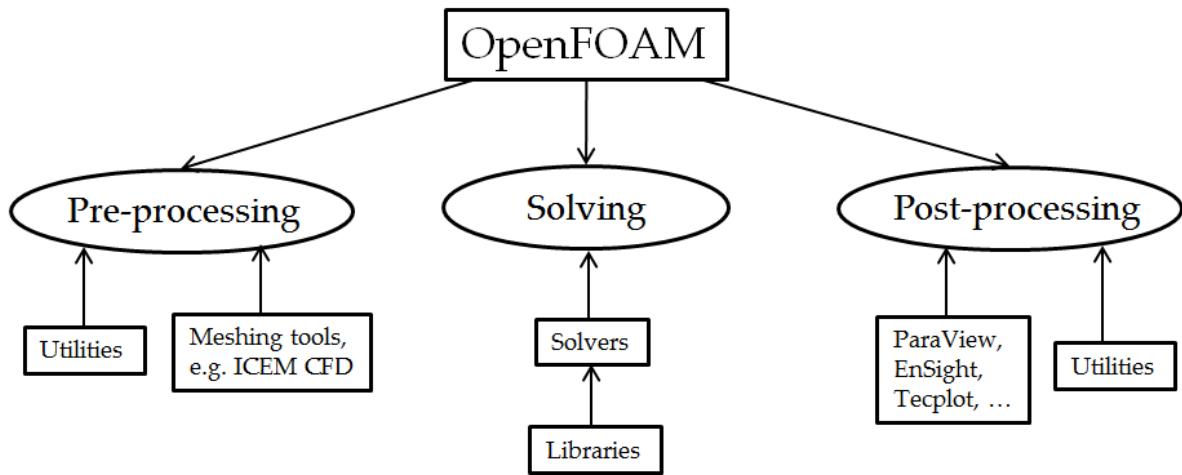 OpenFOAM
Pre-processing
Solving
Post-processing
Utilities
Meshing tools,
e.g. ICEM CFD
Solvers
Libraries
ParaView,
EnSight,
Tecplot, …
Utilities